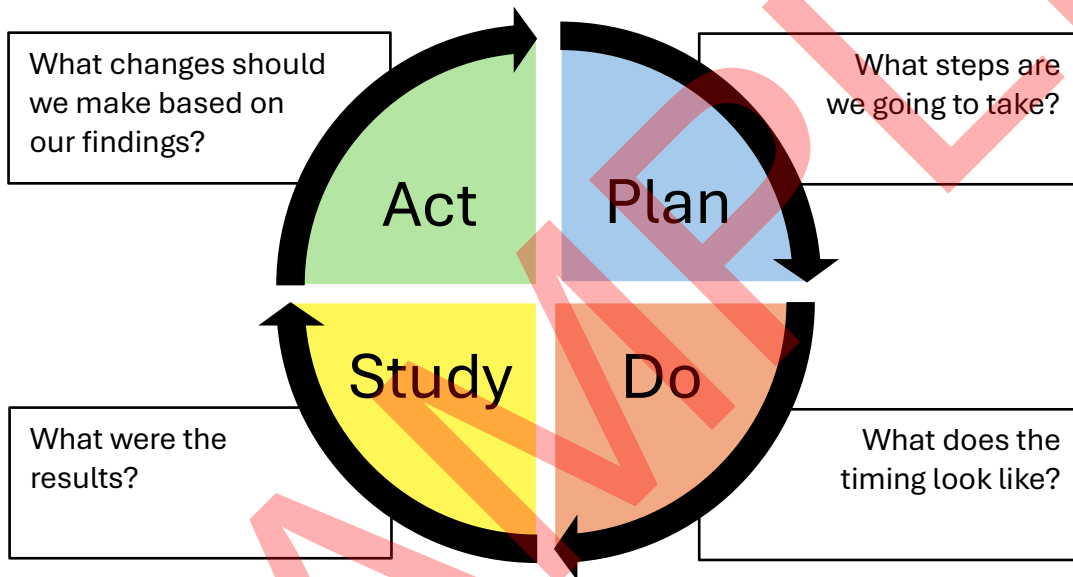 What changes should
we make based on
our findings?
What steps are
we going to take?
Act
Plan
Study
Do
What were the
results?
What does the
timing look like?